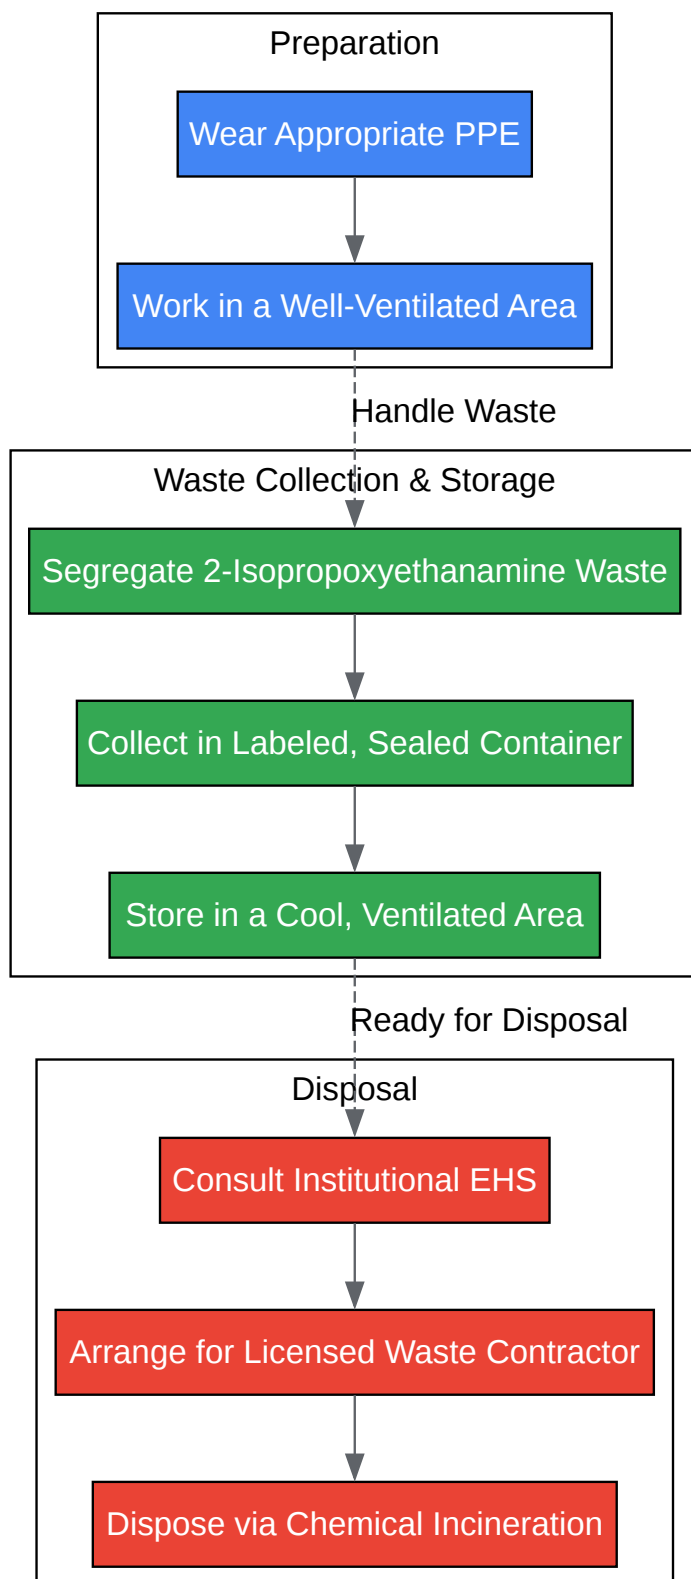 Preparation
Wear Appropriate PPE
Work in a Well-Ventilated Area
Handle Waste
Waste Collection & Storage
Segregate 2-Isopropoxyethanamine Waste
Collect in Labeled, Sealed Container
Store in a Cool, Ventilated Area
Ready for Disposal
Disposal
Consult Institutional EHS
Arrange for Licensed Waste Contractor
Dispose via Chemical Incineration